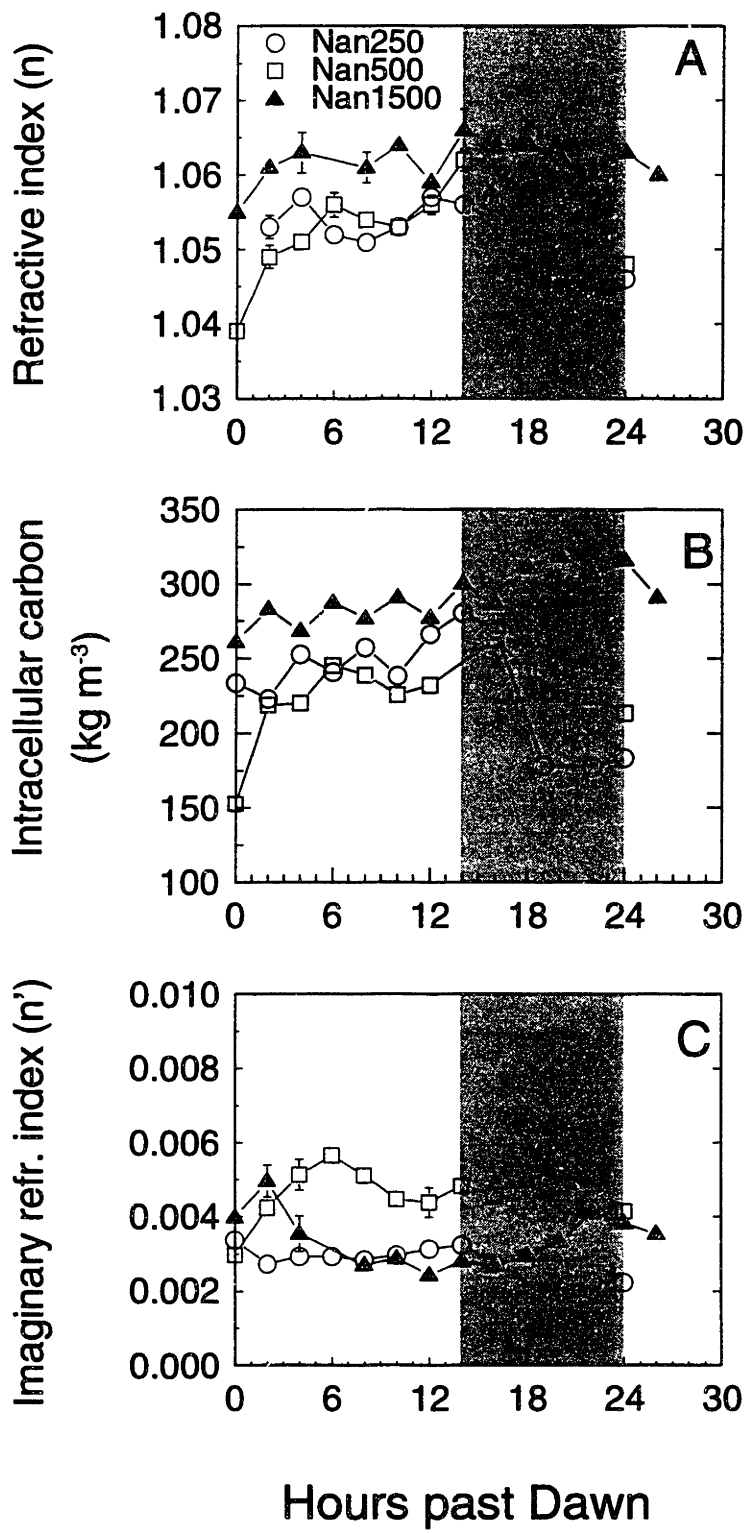 1.08
Nan250
A
Nan500
1.07
Nan1500
1.06
1.05
1.04
1.03
Refractive index (n)
0 6 12 18 24 30
350
B
300
250
200
150
100
Intracellular carbon
(kg m-3)
0 6 12 18 24 30
0.010
C
0.008
0.006
0.004
0.002
0.000
Imaginary refr. index (n')
0 6 12 18 24 30
Hours past Dawn